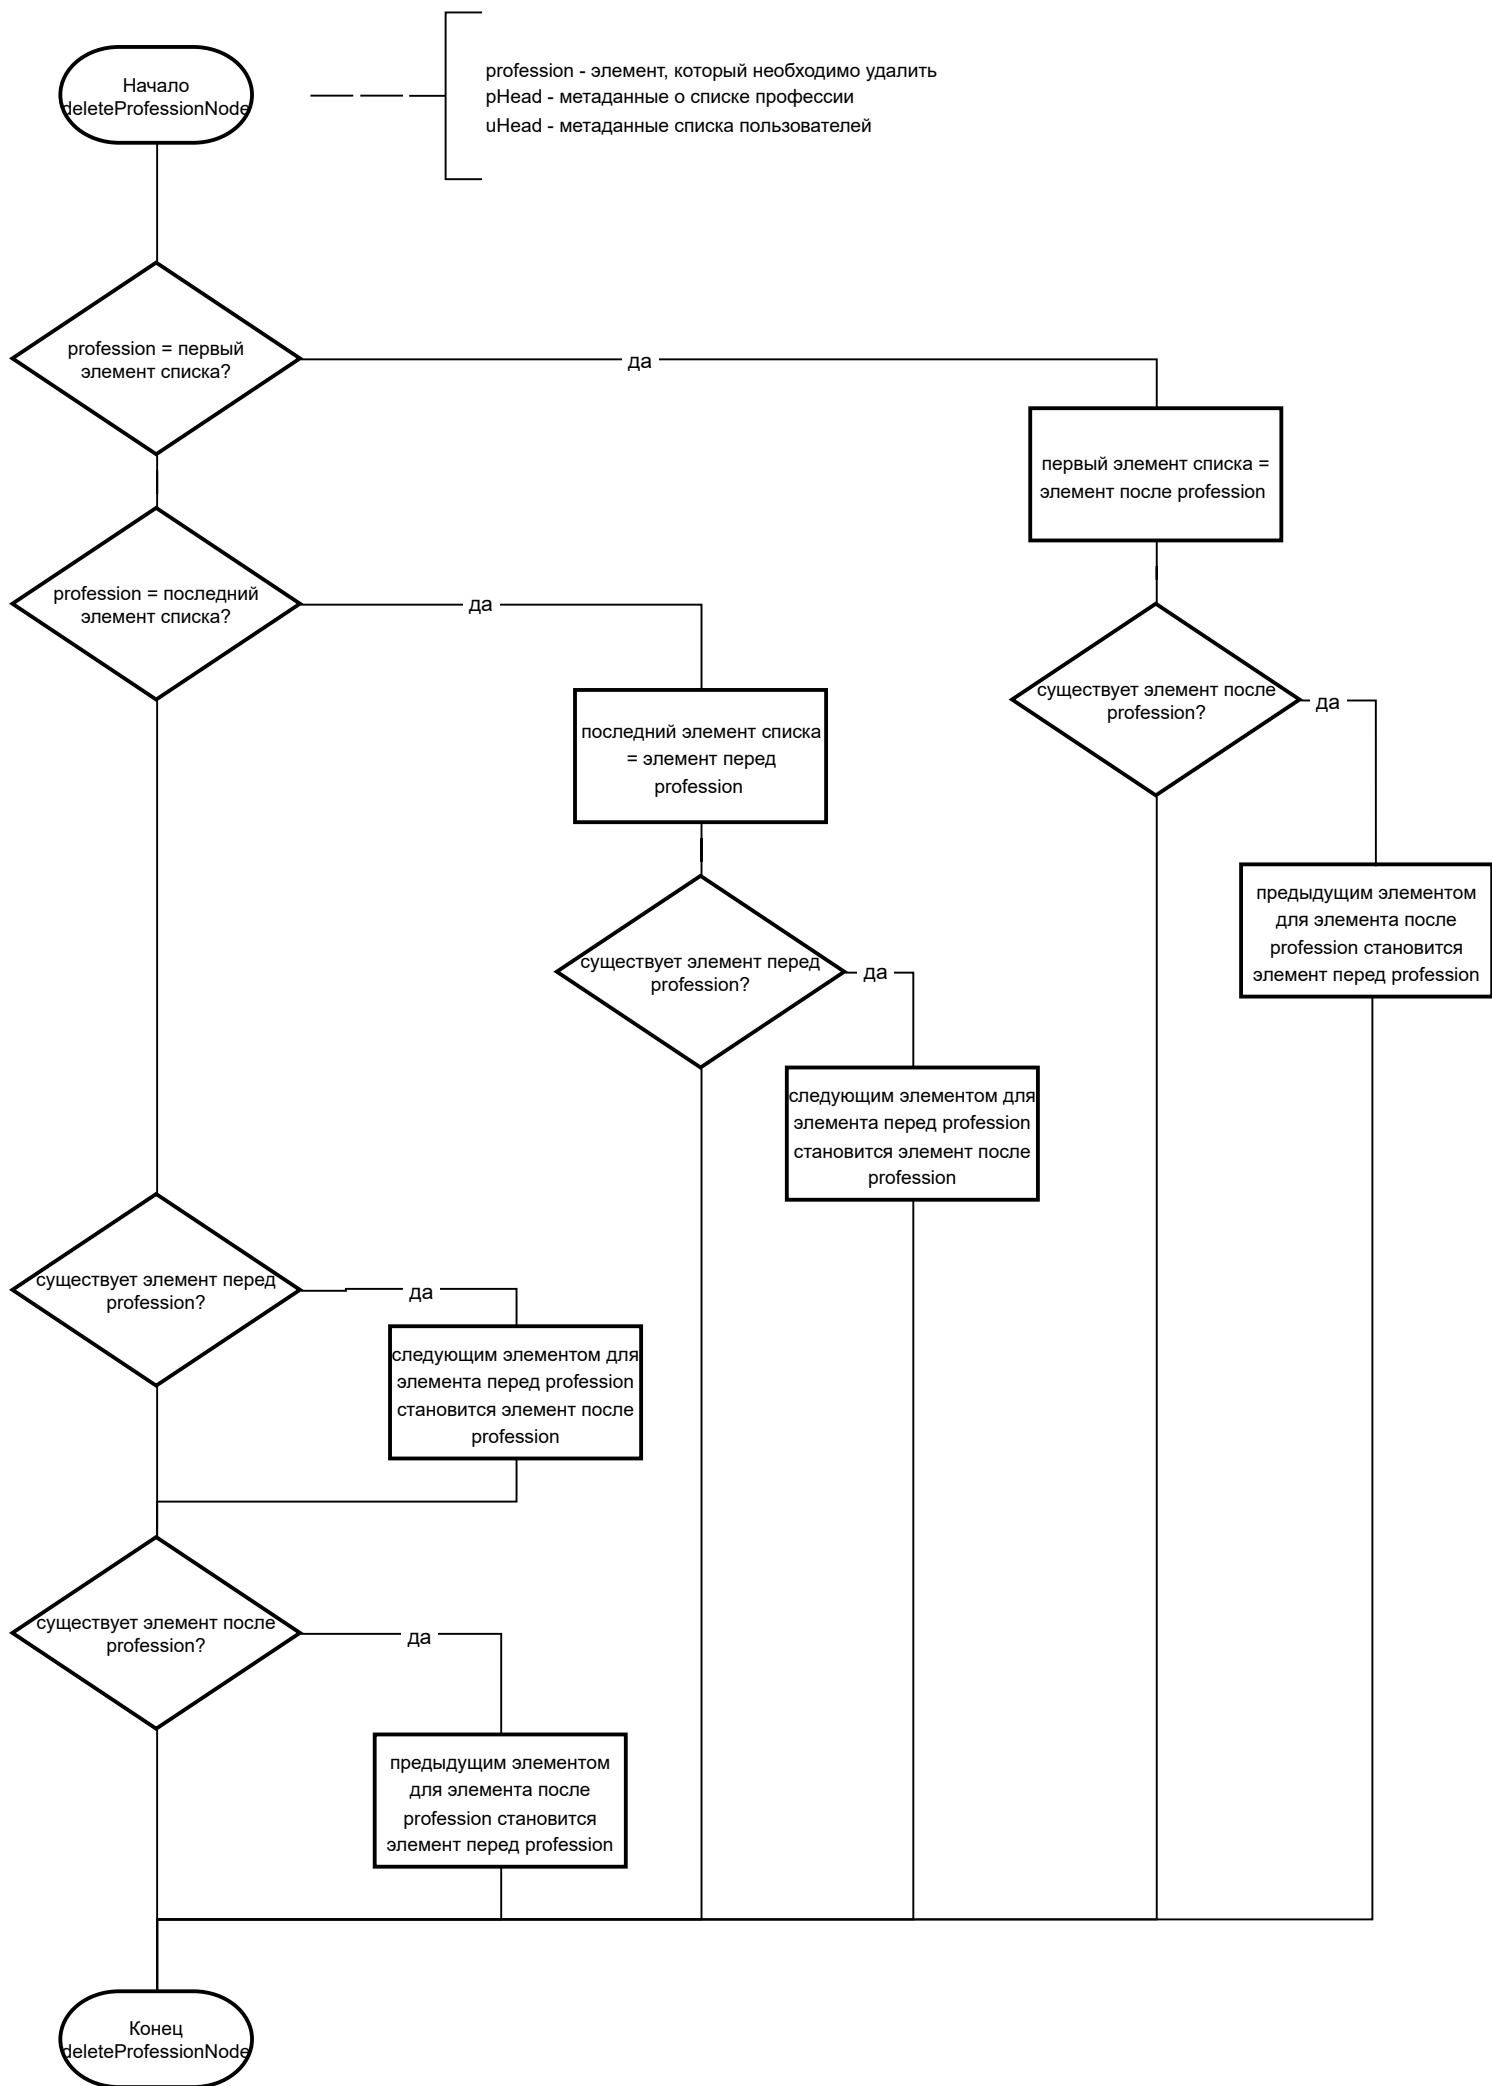 Начало
deleteProfessionNode
profession - элемент, который необходимо удалить
pHead - метаданные о списке профессии
uHead - метаданные списка пользователей
profession = первый
элемент списка?
да
первый элемент списка =
элемент после profession
profession = последний
элемент списка?
да
последний элемент списка
= элемент перед
profession
существует элемент после
profession?
да
предыдущим элементом
для элемента после
profession становится
элемент перед profession
существует элемент перед
profession?
да
следующим элементом для
элемента перед profession
становится элемент после
profession
существует элемент перед
profession?
да
следующим элементом для
элемента перед profession
становится элемент после
profession
существует элемент после
profession?
да
предыдущим элементом
для элемента после
profession становится
элемент перед profession
Конец
deleteProfessionNode